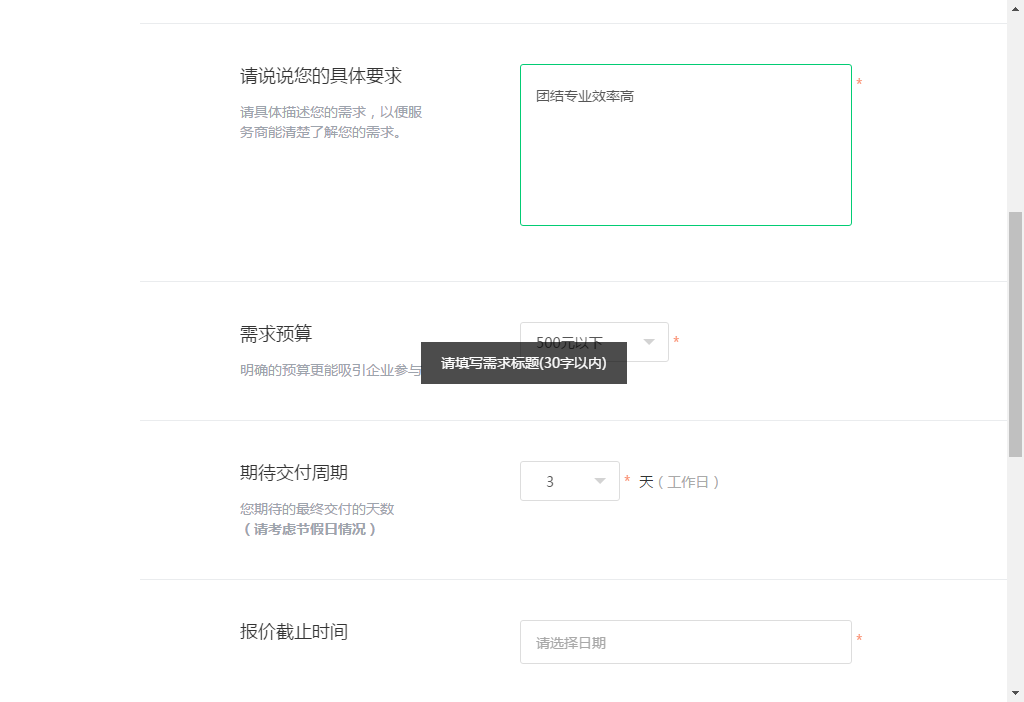 请说说您的具体要求
请具体描述您的需求，以便服
务商能清楚了解您的需求。
团结专业效率高
*
需求预算
明确的预算更能吸引企业参与
500元以下
*
请填写需求标题(30字以内)
期待交付周期
您期待的最终交付的天数
（请考虑节假日情况）
3
* 天（工作日）
报价截止时间
请选择日期
*